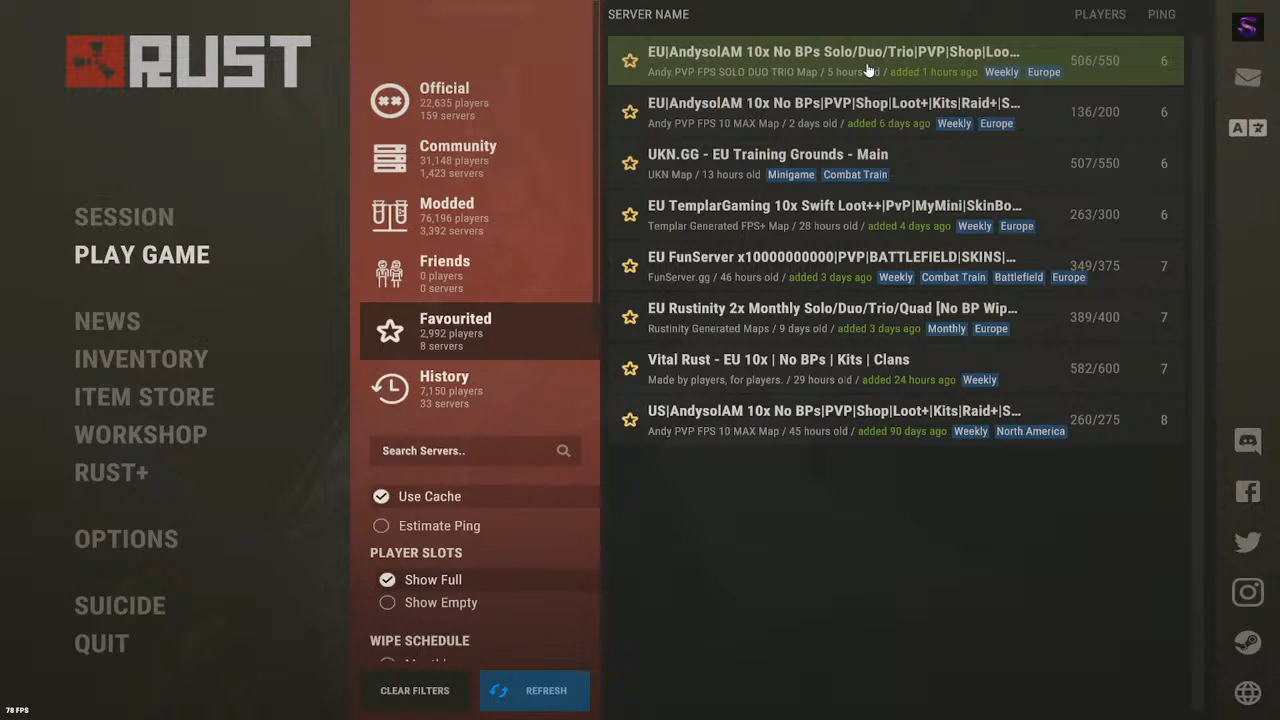 RUST
SESSION
PLAY GAME
NEWS
INVENTORY
ITEM STORE
WORKSHOP
RUST+
OPTIONS
SUICIDE
QUIT
78 FPS
Official
22,635 players
159 servers
Community
31,148 players
1,423 servers
Modded
76,196 players
3,392 servers
Friends
0 players
0 servers
Favourited
2,992 players
8 servers
History
7,150 players
33 servers
Search Servers..
Use Cache
Estimate Ping
PLAYER SLOTS
Show Full
Show Empty
WIPE SCHEDULE
CLEAR FILTERS
REFRESH
SERVER NAME PLAYERS PING
EU|AndysolAM 10x No BPs Solo/Duo/Trio|PVP|Shop|Loo... 506/550 6
Andy PVP FPS SOLO DUO TRIO Map / 5 hours / added 1 hours ago Weekly Europe
EU|AndysolAM 10x No BPs|PVP|Shop|Loot+|Kits|Raid+|S... 136/200 6
Andy PVP FPS 10 MAX Map / 2 days old / added 6 days ago Weekly Europe
UKN.GG - EU Training Grounds - Main 507/550 6
UKN Map / 13 hours old Minigame Combat Train
EU TemplarGaming 10x Swift Loot++|PvP|MyMini|SkinBo... 263/300 6
Templar Generated FPS+ Map / 28 hours old / added 4 days ago Weekly Europe
EU FunServer x10000000000|PVP|BATTLEFIELD|SKINS|... 349/375 7
FunServer.gg / 46 hours old / added 3 days ago Weekly Combat Train Battlefield Europe
EU Rustinity 2x Monthly Solo/Duo/Trio/Quad [No BP Wip... 389/400 7
Rustinity Generated Maps / 9 days old / added 3 days ago Monthly Europe
Vital Rust - EU 10x | No BPs | Kits | Clans 582/600 7
Made by players, for players. / 29 hours old / added 24 hours ago Weekly
US|AndysolAM 10x No BPs|PVP|Shop|Loot+|Kits|Raid+|S... 260/275 8
Andy PVP FPS 10 MAX Map / 45 hours old / added 90 days ago Weekly North America